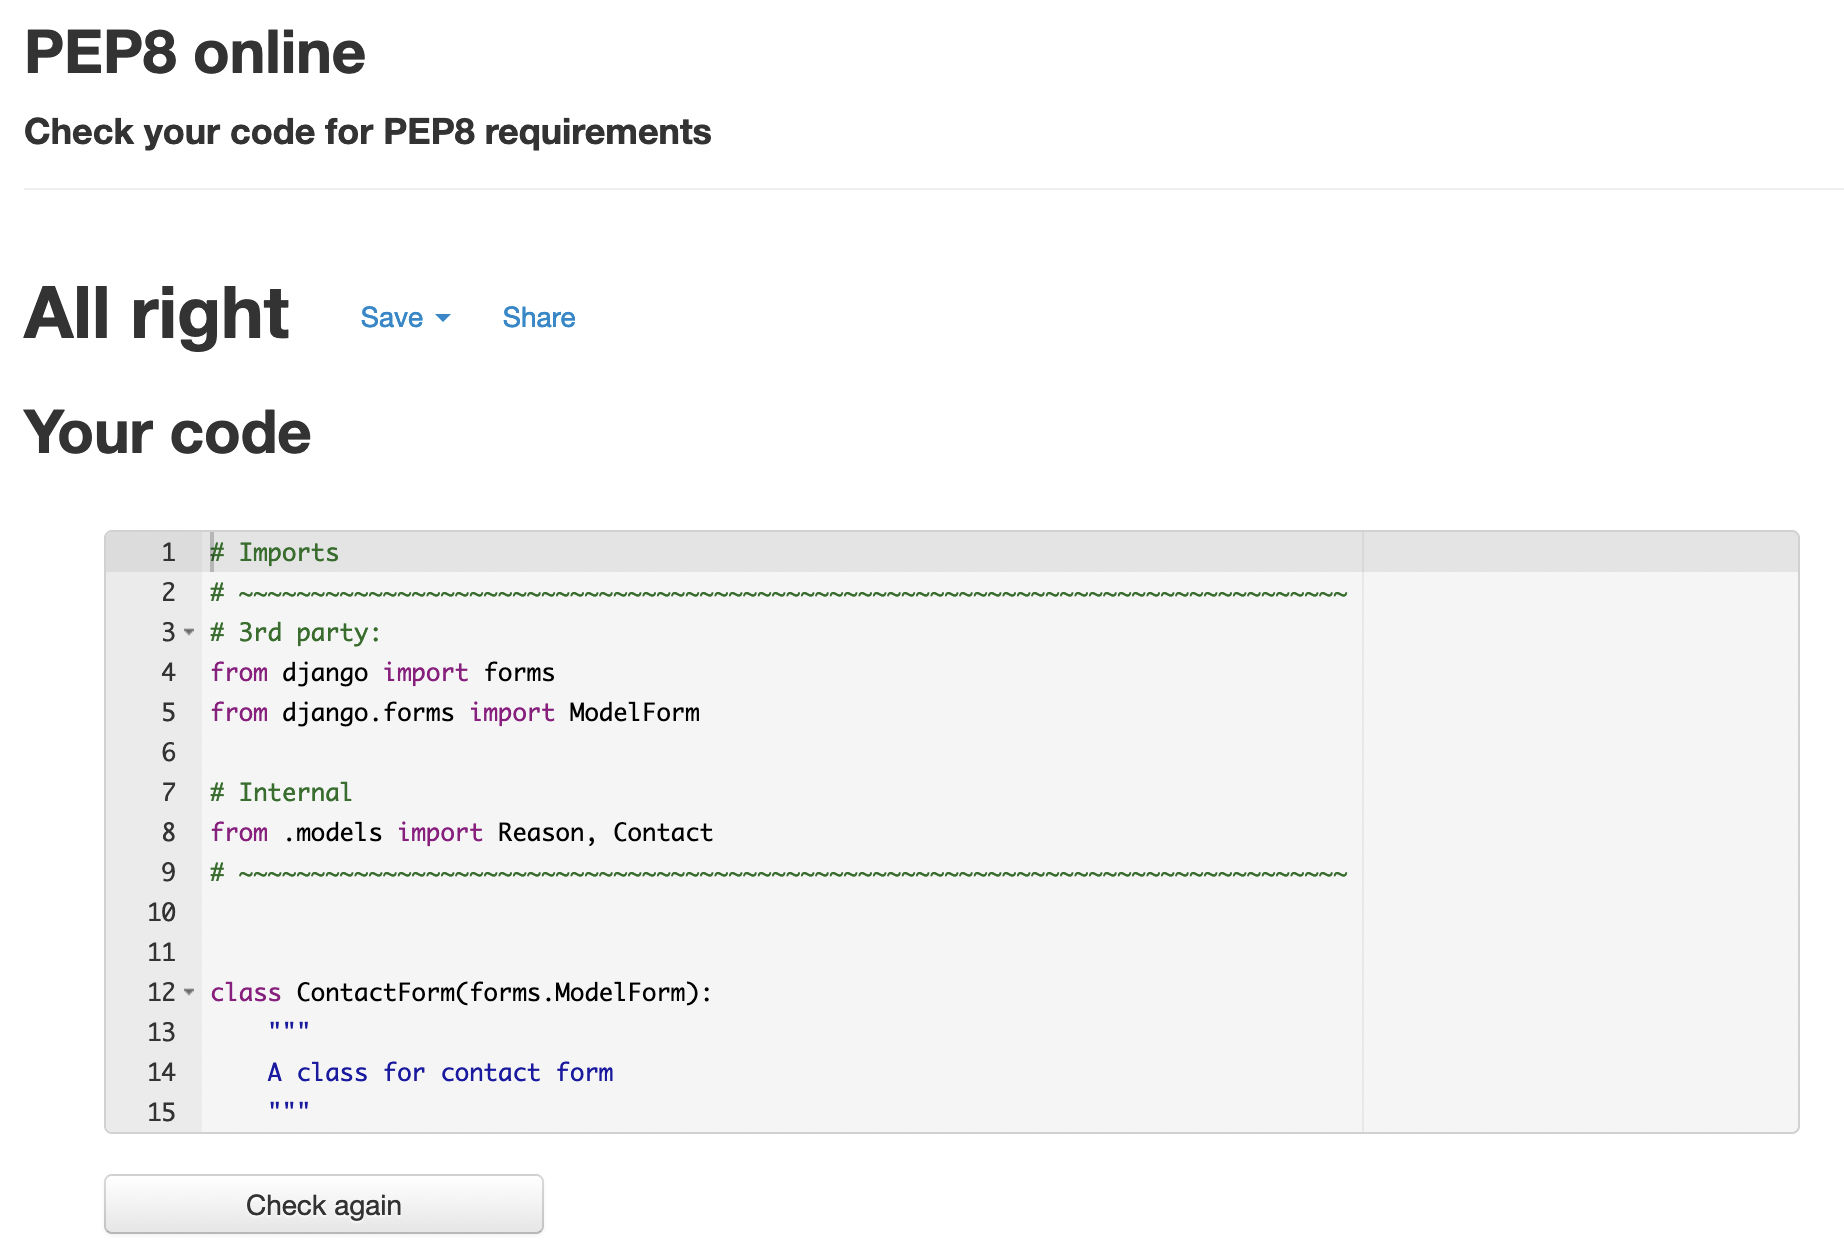 PEP8 online
Check your code for PEP8 requirements
All right Save Share
Your code
1 # Imports
2 # ~~~~~~~~~~~~~~~~~~~~~~~~~~~~~~~~~~~~~~~~~~~~~~~~~~~~~~~~~~~~~~~~~~~~~~~~~~~~~
3 # 3rd party:
4 from django import forms
5 from django.forms import ModelForm
6
7 # Internal
8 from .models import Reason, Contact
9 # ~~~~~~~~~~~~~~~~~~~~~~~~~~~~~~~~~~~~~~~~~~~~~~~~~~~~~~~~~~~~~~~~~~~~~~~~~~~~~
10
11
12 class ContactForm(forms.ModelForm):
13     """
14     A class for contact form
15     """
Check again